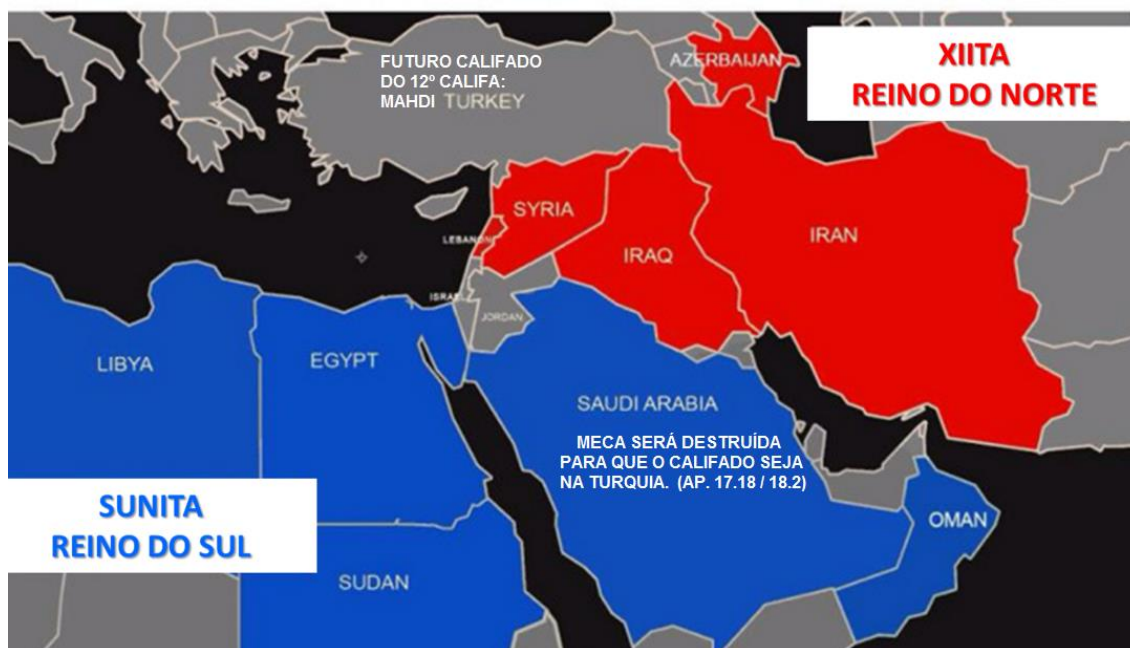 FUTURO CALIFADO
DO 12º CALIFA:
MAHDI TURKEY
AZERBAIJAN
XIITA
REINO DO NORTE
SYRIA
LEBANON
IRAQ
IRAN
ISRAEL
JORDAN
LIBYA
EGYPT
SAUDI ARABIA
MECA SERÁ DESTRUÍDA
PARA QUE O CALIFADO SEJA
NA TURQUIA. (AP. 17.18 / 18.2)
SUNITA
REINO DO SUL
OMAN
SUDAN